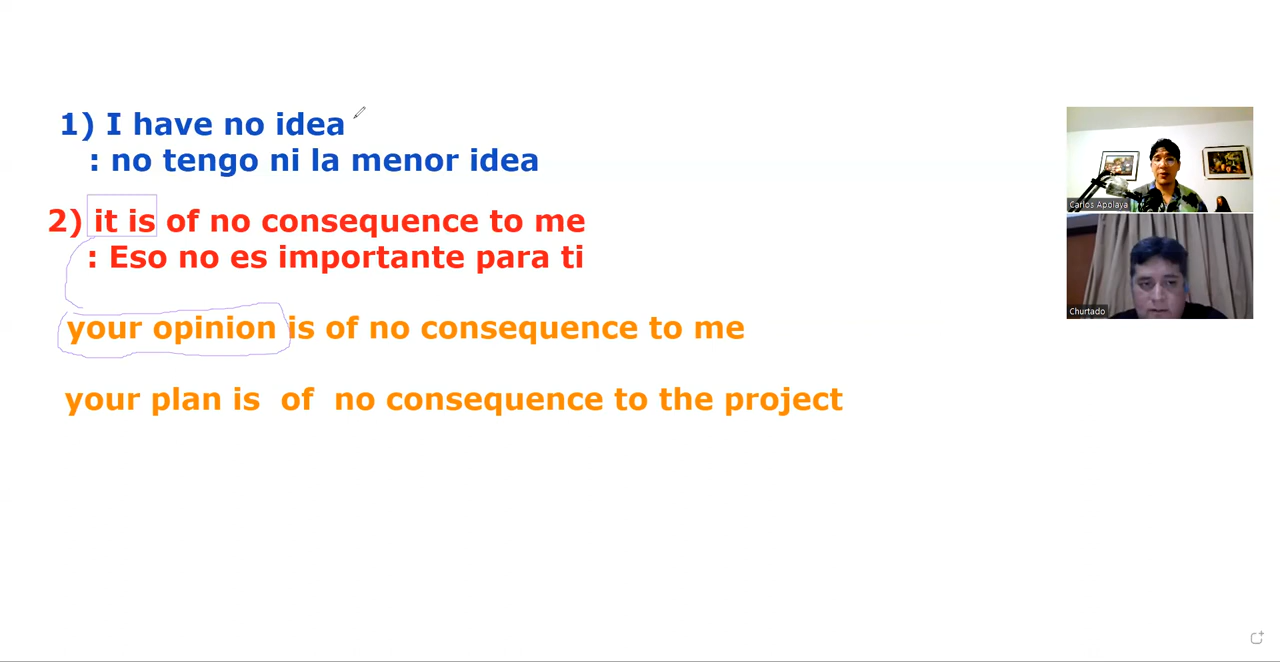 1) I have no idea
: no tengo ni la menor idea
2) it is of no consequence to me
: Eso no es importante para ti
your opinion is of no consequence to me
your plan is of no consequence to the project
Carlos Apolaya
Churtado